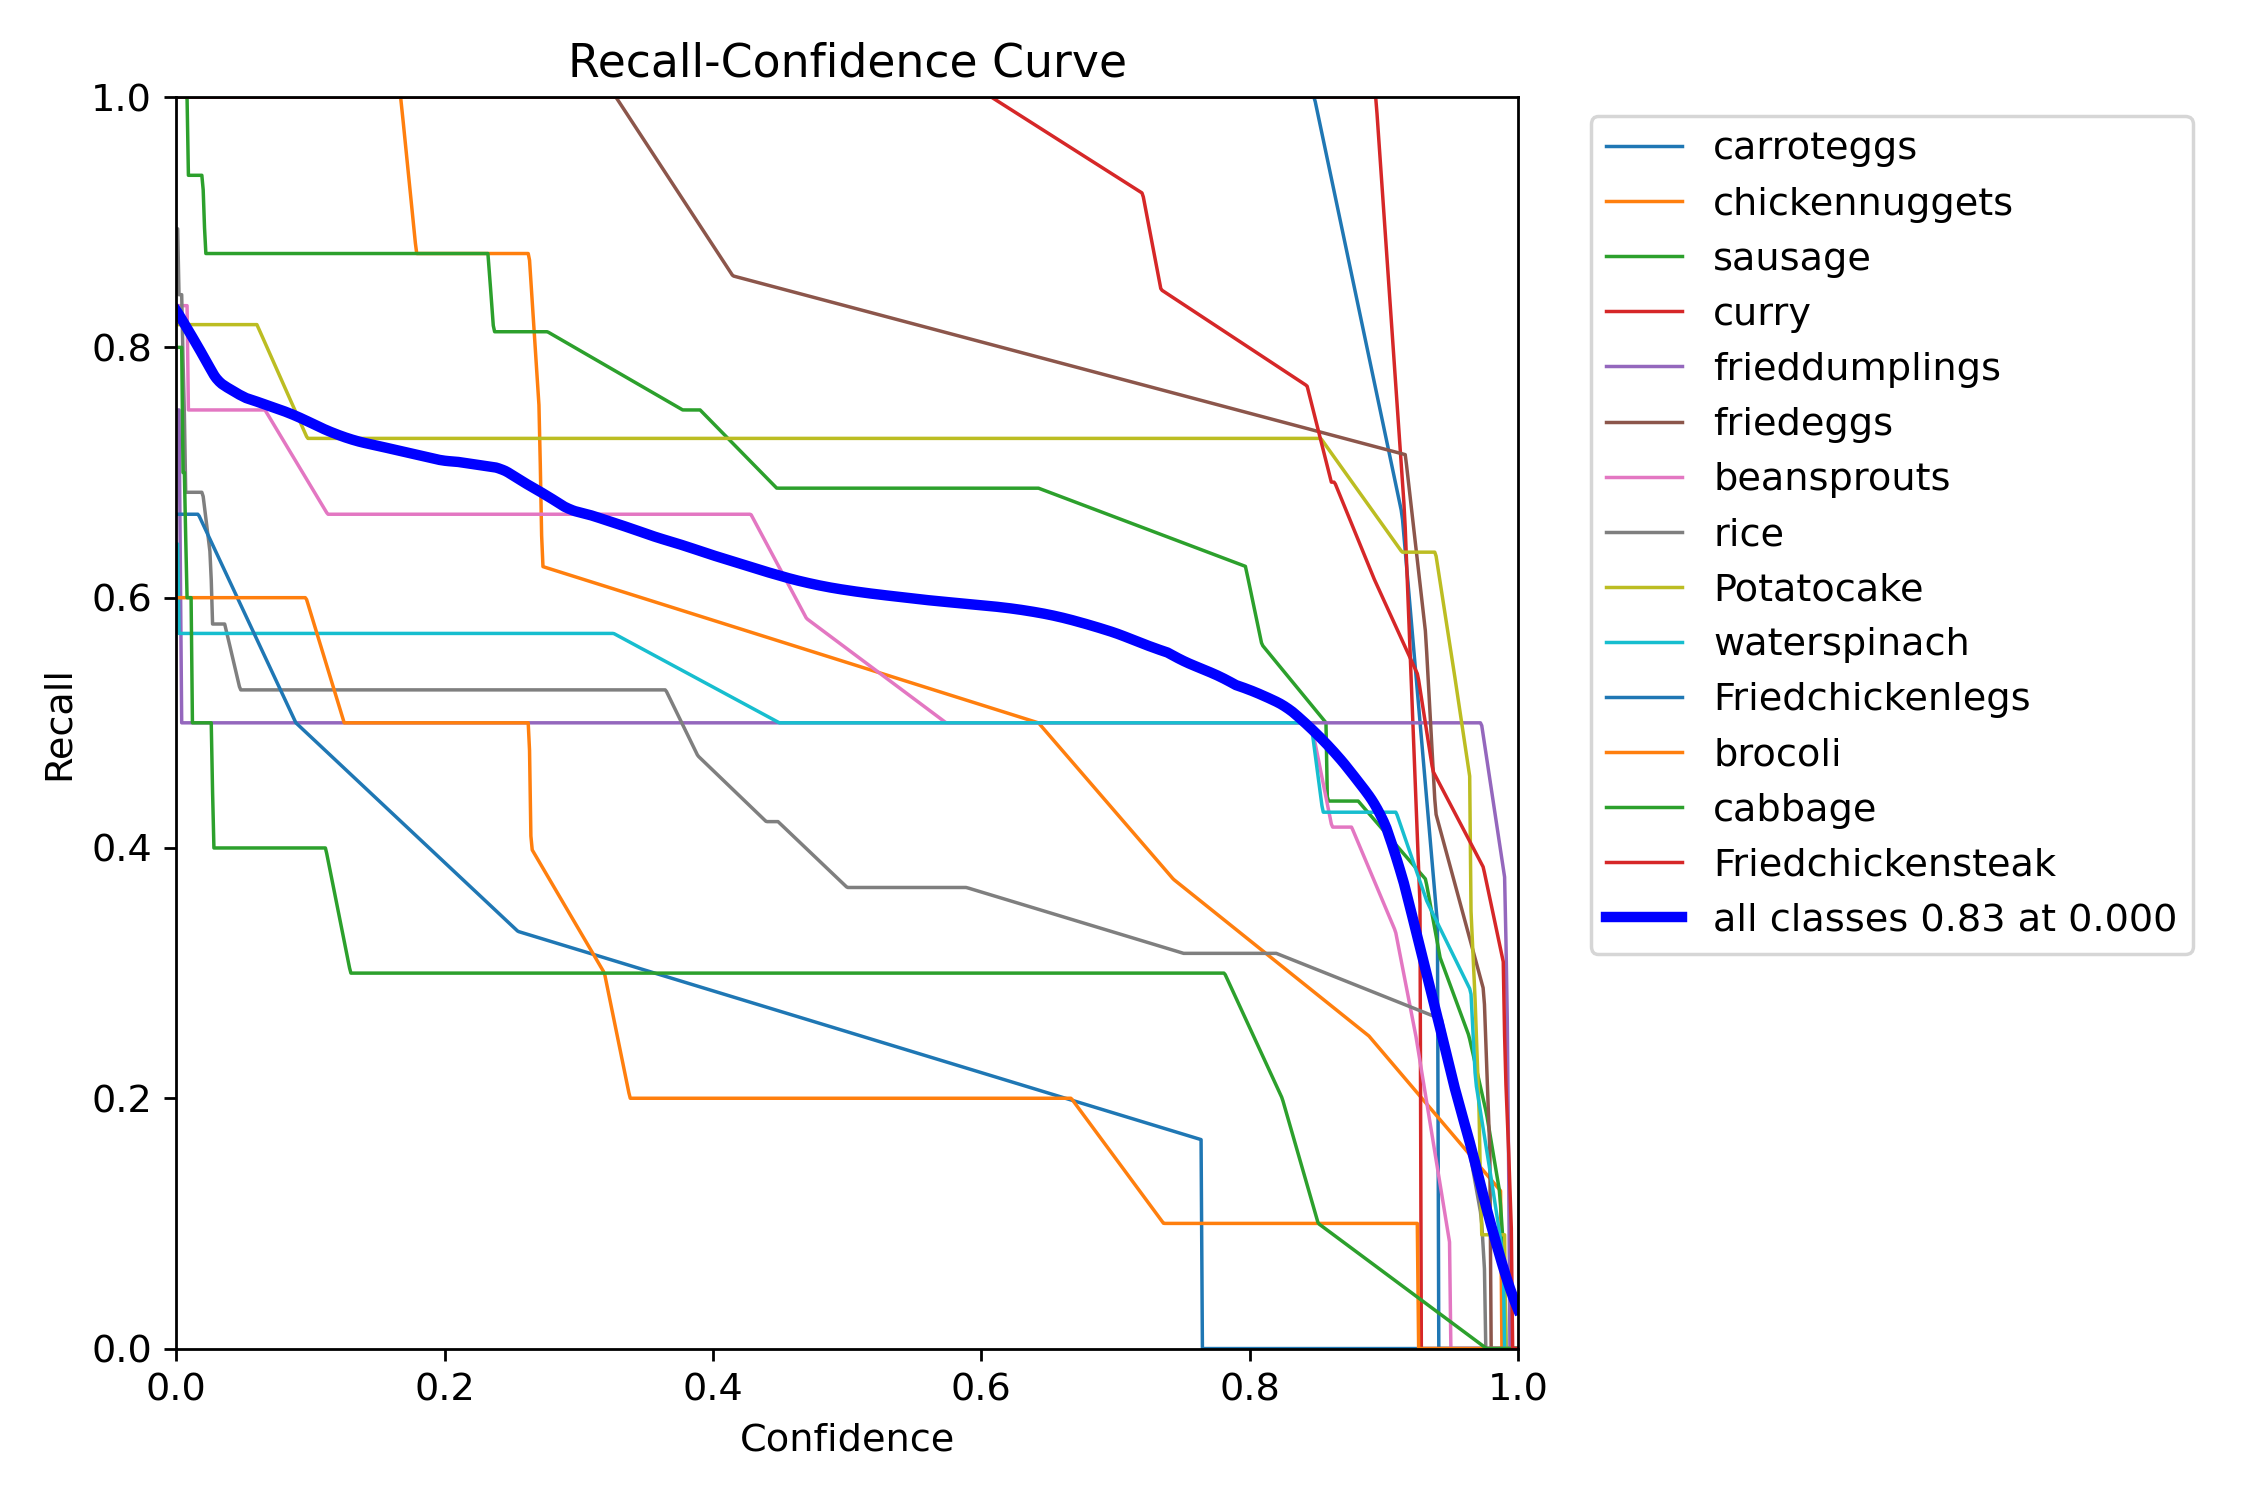 Recall-Confidence Curve
1.0
0.8
0.6
0.4
0.2
0.0
Recall
0.0 0.2 0.4 0.6 0.8 1.0
Confidence
carroteggs
chickennuggets
sausage
curry
frieddumplings
friedeggs
beansprouts
rice
Potatocake
waterspinach
Friedchickenlegs
brocoli
cabbage
Friedchickensteak
all classes 0.83 at 0.000